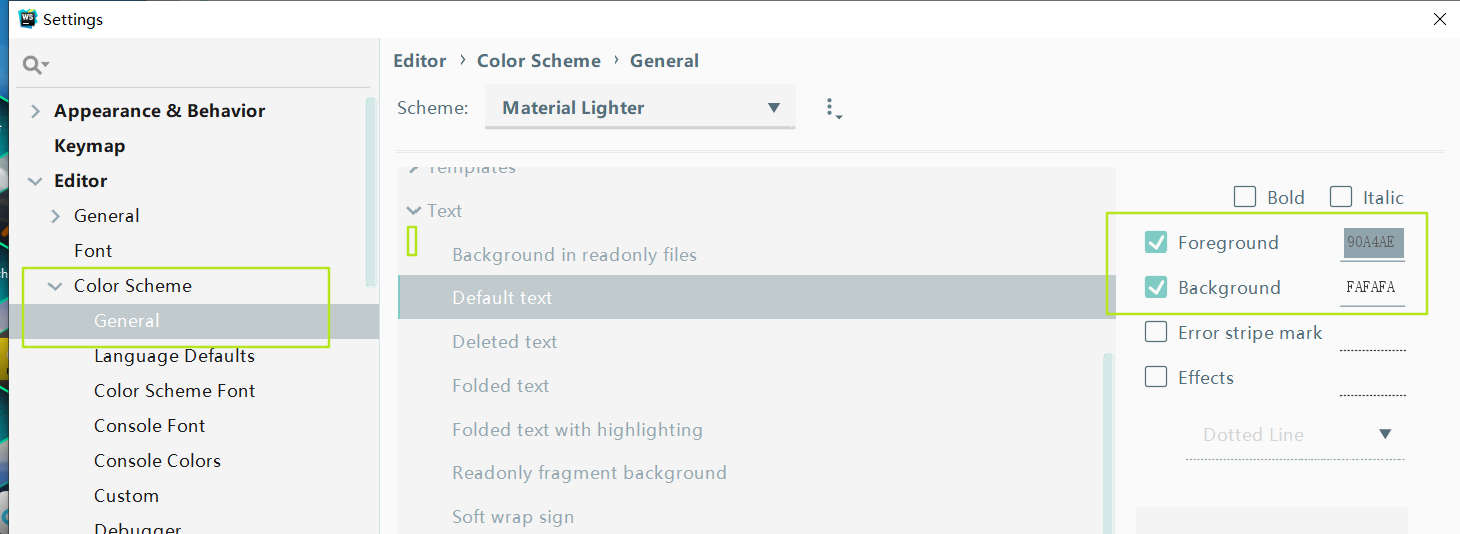 WS
Settings
Appearance & Behavior
Keymap
Editor
General
Font
Color Scheme
General
Language Defaults
Color Scheme Font
Console Font
Console Colors
Custom
Debugger
Editor › Color Scheme › General
Scheme: Material Lighter
Templates
Text
Background in readonly files
Default text
Deleted text
Folded text
Folded text with highlighting
Readonly fragment background
Soft wrap sign
Bold Italic
Foreground 90A4AE
Background FAFAFA
Error stripe mark
Effects
Dotted Line